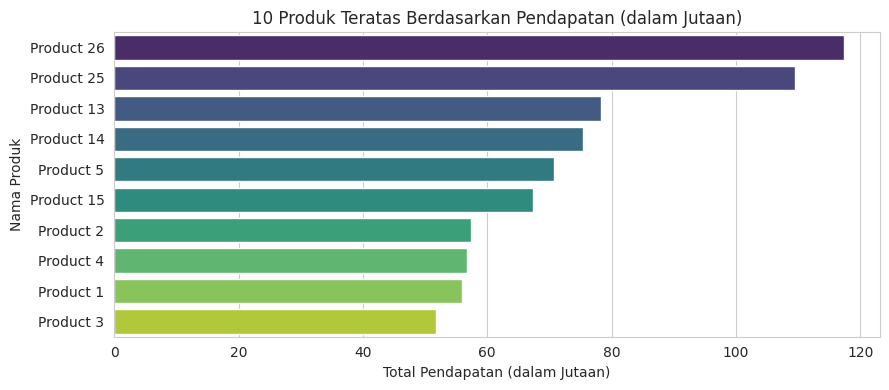 10 Produk Teratas Berdasarkan Pendapatan (dalam Jutaan)
Nama Produk
Product 26
Product 25
Product 13
Product 14
Product 5
Product 15
Product 2
Product 4
Product 1
Product 3
0 20 40 60 80 100 120
Total Pendapatan (dalam Jutaan)